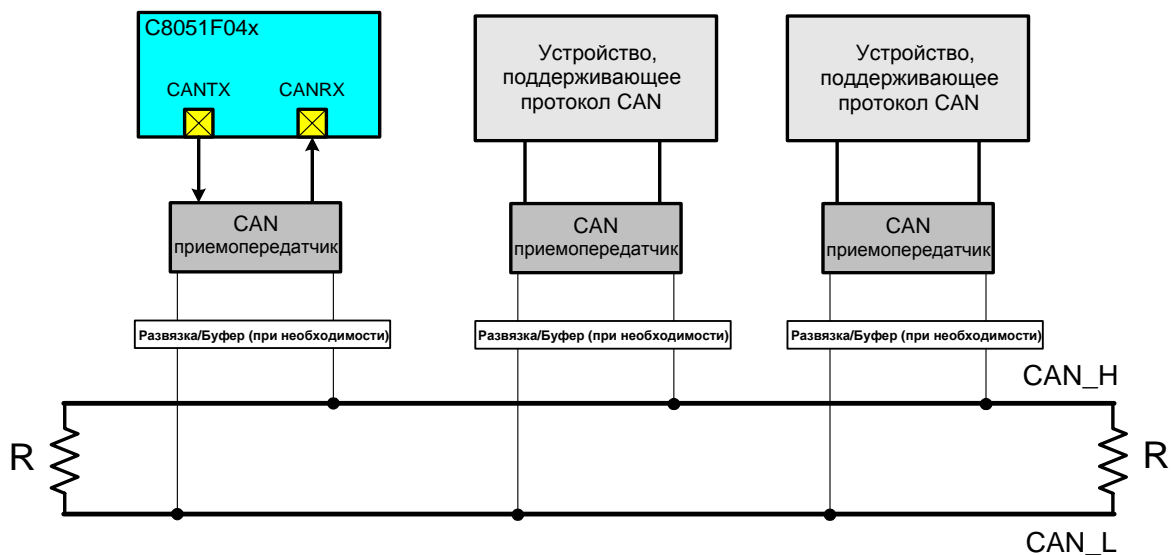 C8051F04x
CANTX
CANRX
Устройство,
поддерживающее
протокол CAN
Устройство,
поддерживающее
протокол CAN
CAN
приемопередатчик
CAN
приемопередатчик
CAN
приемопередатчик
Развязка/Буфер (при необходимости)
Развязка/Буфер (при необходимости)
Развязка/Буфер (при необходимости)
CAN_H
R
R
CAN_L